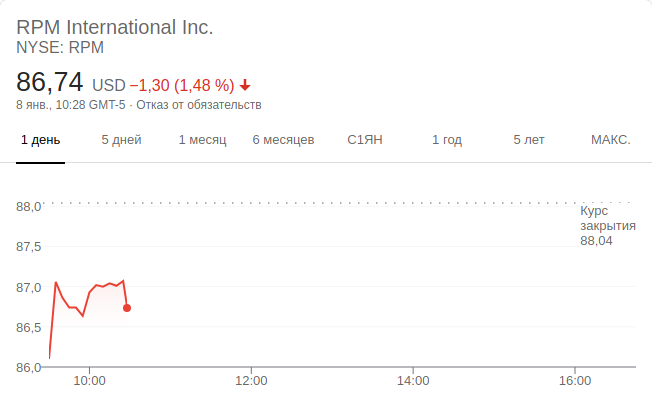 RPM International Inc.
NYSE: RPM
86,74 USD −1,30 (1,48 %)
8 янв., 10:28 GMT-5 · Отказ от обязательств
1 день 5 дней 1 месяц 6 месяцев С1ЯН 1 год 5 лет МАКС.
88,0
Курс
закрытия
88,04
87,5
87,0
86,5
86,0
10:00 12:00 14:00 16:00